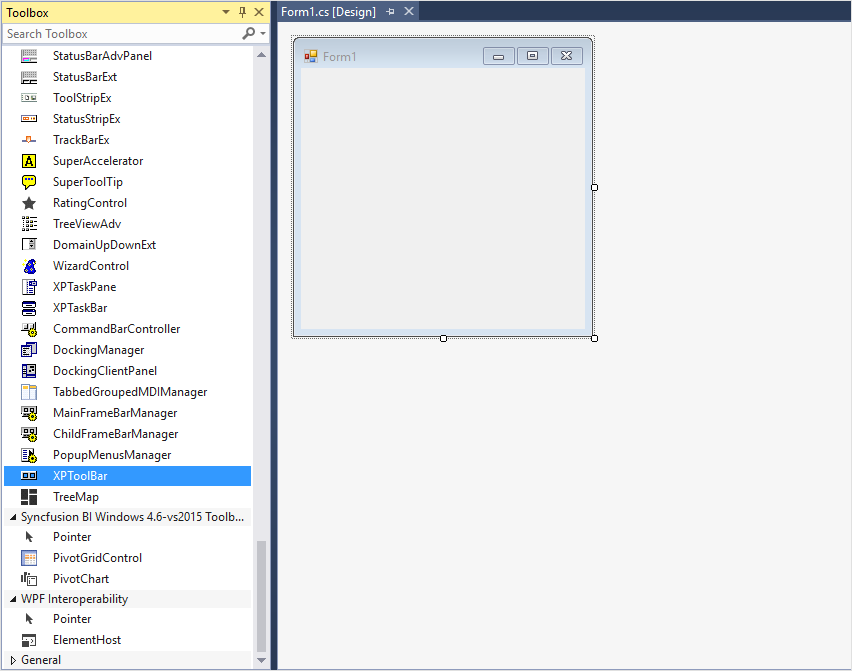 Toolbox
Search Toolbox
StatusBarAdvPanel
StatusBarExt
ToolStripEx
StatusStripEx
TrackBarEx
SuperAccelerator
SuperToolTip
RatingControl
TreeViewAdv
DomainUpDownExt
WizardControl
XPTaskPane
XPTaskBar
CommandBarController
DockingManager
DockingClientPanel
TabbedGroupedMDIManager
MainFrameBarManager
ChildFrameBarManager
PopupMenusManager
XPToolBar
TreeMap
Syncfusion BI Windows 4.6-vs2015 Toolb...
Pointer
PivotGridControl
PivotChart
WPF Interoperability
Pointer
ElementHost
General
Form1.cs [Design]
Form1